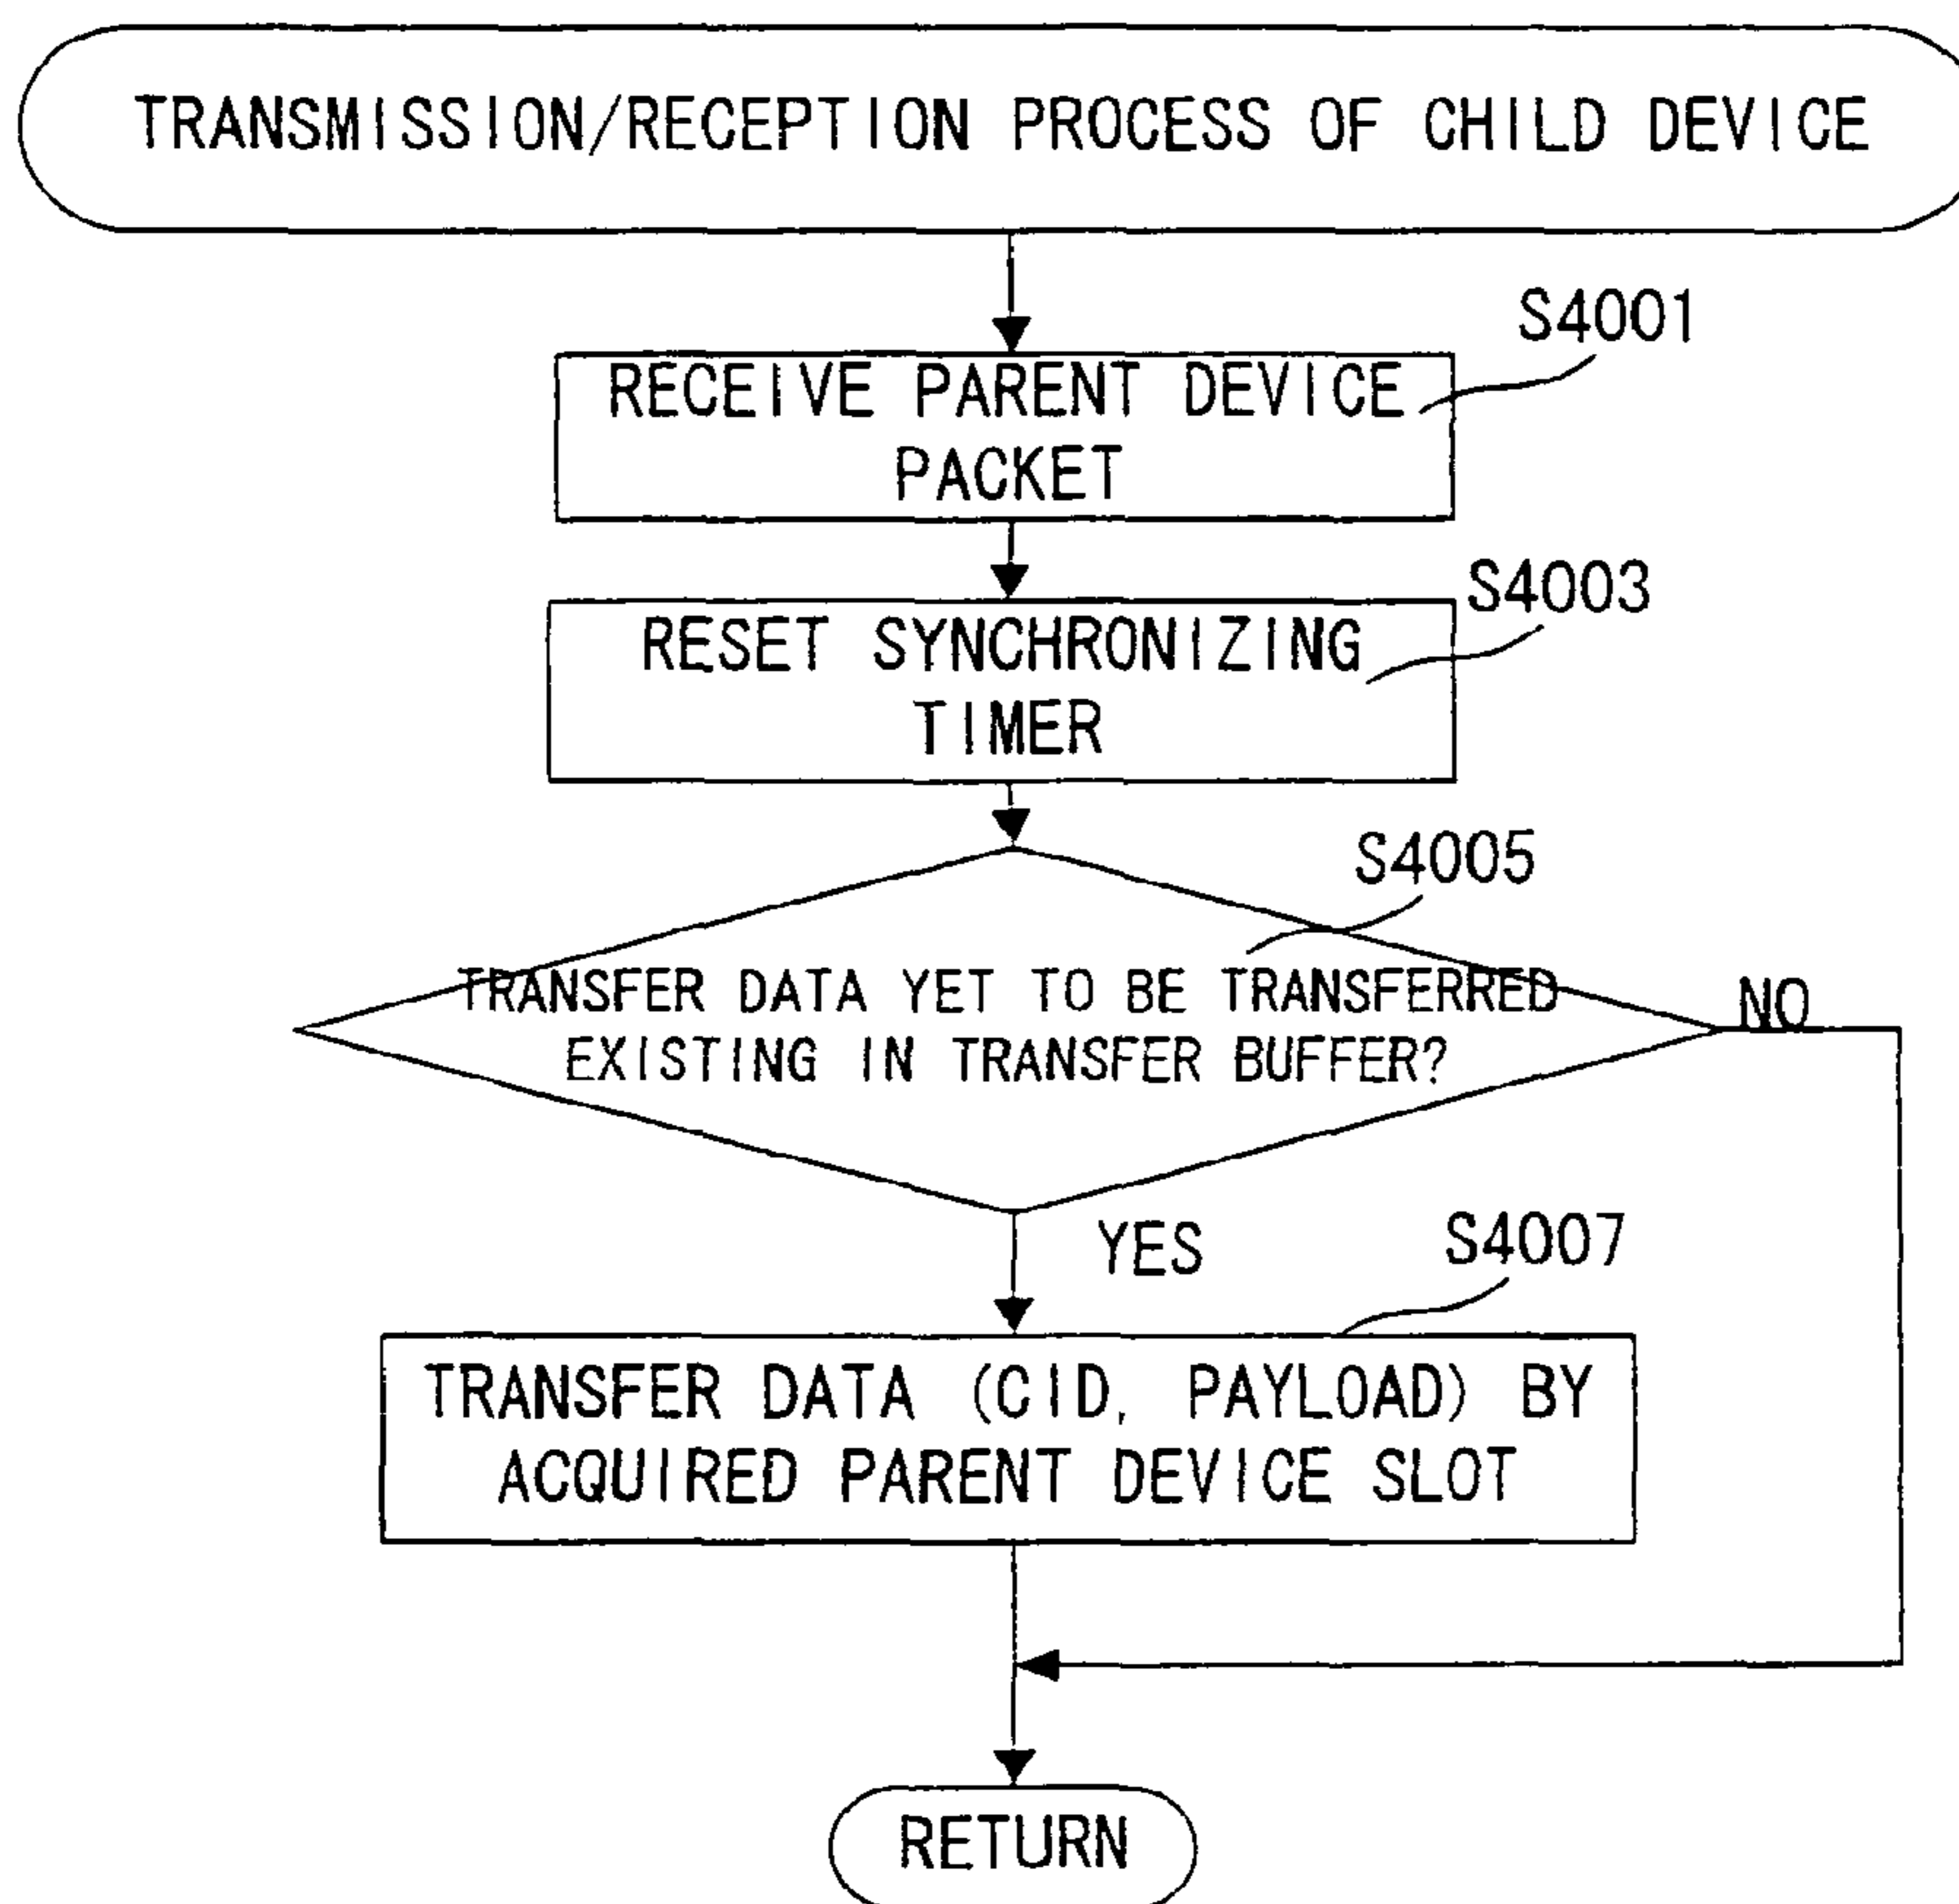 TRANSMISSION/RECEPTION PROCESS OF CHILD DEVICE
S4001
RECEIVE PARENT DEVICE
PACKET
S4003
RESET SYNCHRONIZING
TIMER
S4005
TRANSFER DATA YET TO BE TRANSFERRED
EXISTING IN TRANSFER BUFFER?
NO
YES
S4007
TRANSFER DATA (CID, PAYLOAD) BY
ACQUIRED PARENT DEVICE SLOT
RETURN